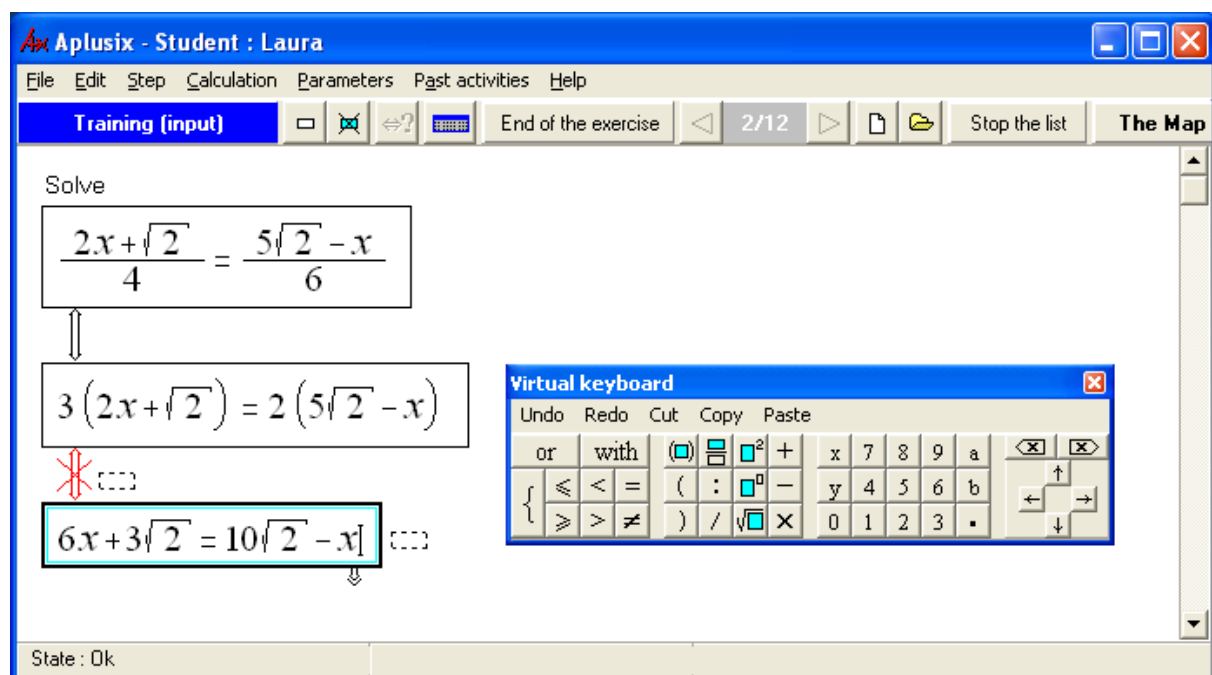 Aplusix - Student : Laura
File Edit Step Calculation Parameters Past activities Help
Training (input) ⇔? End of the exercise 2/12 Stop the list The Map
Solve
(2x+√2)/4 = (5√2-x)/6
3(2x+√2) = 2(5√2-x)
6x+3√2 = 10√2-x
Virtual keyboard
Undo Redo Cut Copy Paste
or with (□) □² + x 7 8 9 a
{ ⩽ < = ( : □ⁿ − y 4 5 6 b ← ↑ →
⩾ > ≠ ) / √□ × 0 1 2 3 . ↓
State : Ok